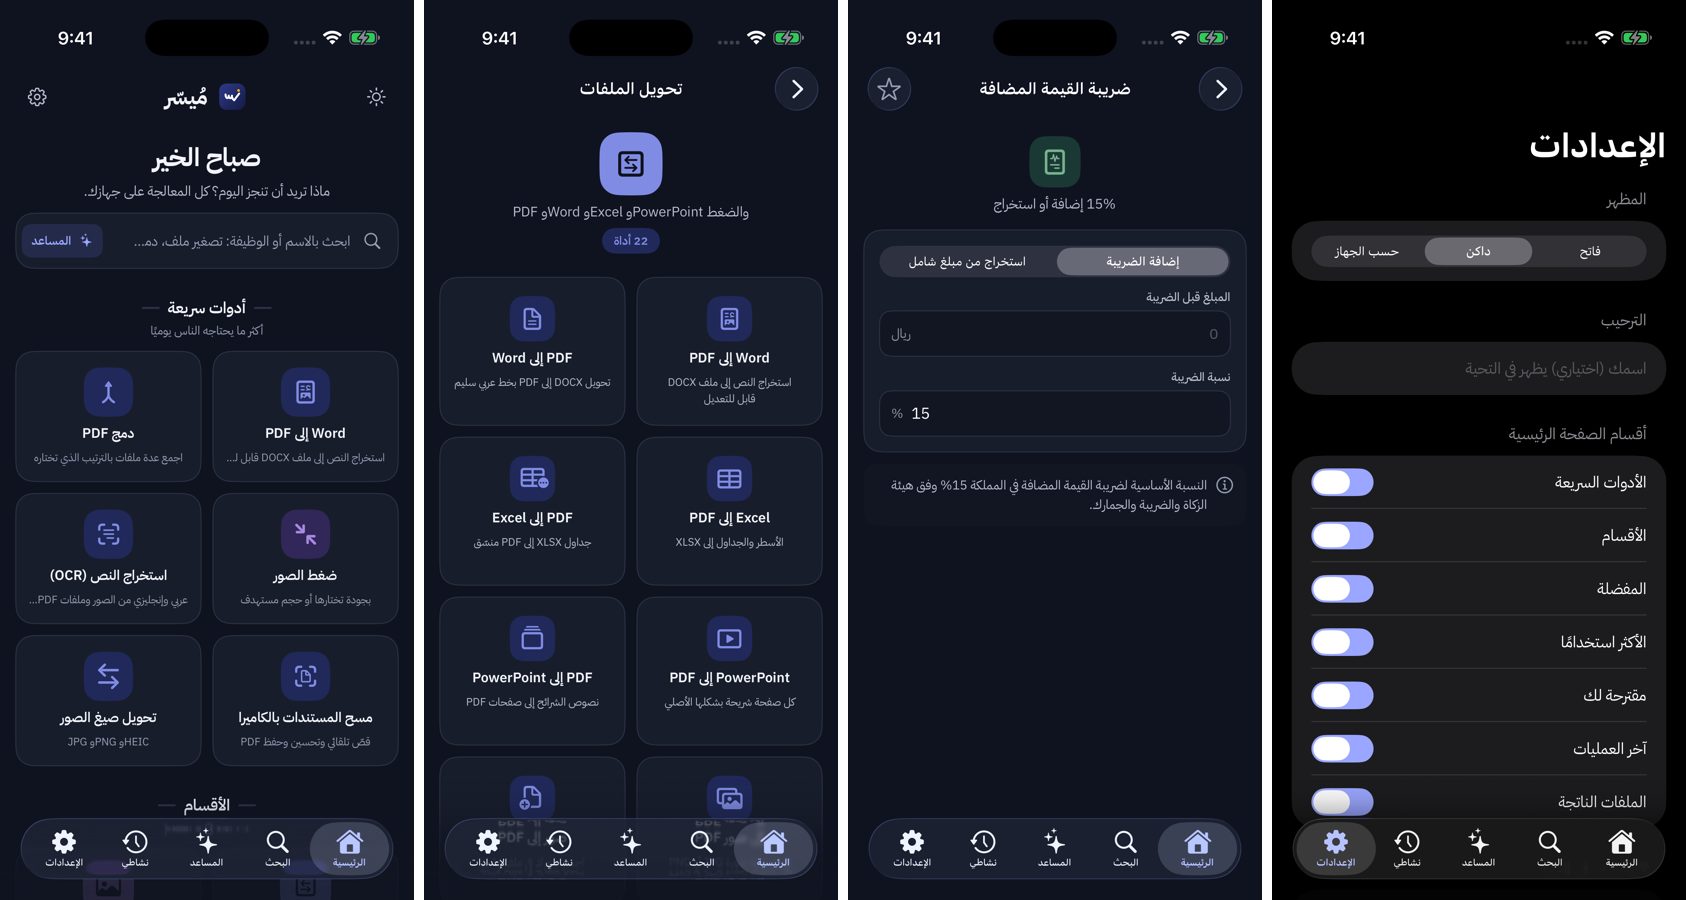 9:41
مُيسّر
صباح الخير
ماذا تريد أن تنجز اليوم؟ كل المعالجة على جهازك.
ابحث بالاسم أو الوظيفة: تصغير ملف، دمـ...
المساعد
أدوات سريعة
أكثر ما يحتاجه الناس يوميًا
PDF إلى Word
استخراج النص إلى ملف DOCX قابل لـ...
دمج PDF
اجمع عدة ملفات بالترتيب الذي تختاره
ضغط الصور
بجودة تختارها أو حجم مستهدف
استخراج النص (OCR)
عربي وإنجليزي من الصور وملفات PDF...
مسح المستندات بالكاميرا
قصّ تلقائي وتحسين وحفظ PDF
تحويل صيغ الصور
JPG وPNG وHEIC
الأقسام
الرئيسية
البحث
المساعد
نشاطي
الإعدادات
9:41
تحويل الملفات
PDF وWord وExcel وPowerPoint والضغط
22 أداة
PDF إلى Word
استخراج النص إلى ملف DOCX
قابل للتعديل
Word إلى PDF
تحويل DOCX إلى PDF بخط عربي سليم
PDF إلى Excel
الأسطر والجداول إلى XLSX
Excel إلى PDF
جداول XLSX إلى PDF منسّق
PDF إلى PowerPoint
كل صفحة شريحة بشكلها الأصلي
PowerPoint إلى PDF
نصوص الشرائح إلى صفحات PDF
الرئيسية
البحث
المساعد
نشاطي
الإعدادات
9:41
ضريبة القيمة المضافة
15% إضافة أو استخراج
إضافة الضريبة
استخراج من مبلغ شامل
المبلغ قبل الضريبة
0
ريال
نسبة الضريبة
15
%
النسبة الأساسية لضريبة القيمة المضافة في المملكة 15% وفق هيئة
الزكاة والضريبة والجمارك.
الرئيسية
البحث
المساعد
نشاطي
الإعدادات
9:41
الإعدادات
المظهر
فاتح
داكن
حسب الجهاز
الترحيب
اسمك (اختياري) يظهر في التحية
أقسام الصفحة الرئيسية
الأدوات السريعة
الأقسام
المفضلة
الأكثر استخدامًا
مقترحة لك
آخر العمليات
الملفات الناتجة
الرئيسية
البحث
المساعد
نشاطي
الإعدادات